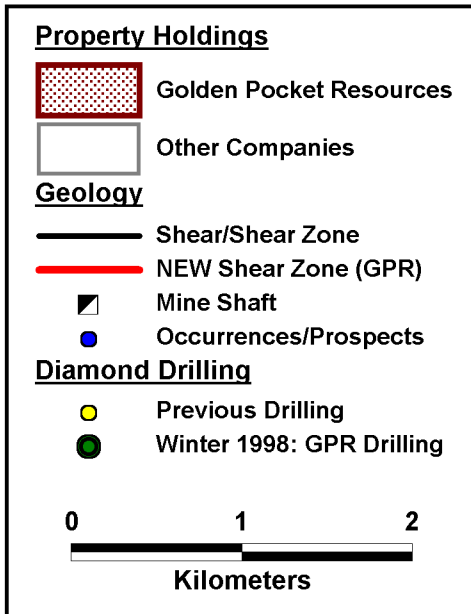 Property Holdings
Golden Pocket Resources
Other Companies
Geology
Shear/Shear Zone
NEW Shear Zone (GPR)
Mine Shaft
Occurrences/Prospects
Diamond Drilling
Previous Drilling
Winter 1998: GPR Drilling
0 1 2
Kilometers